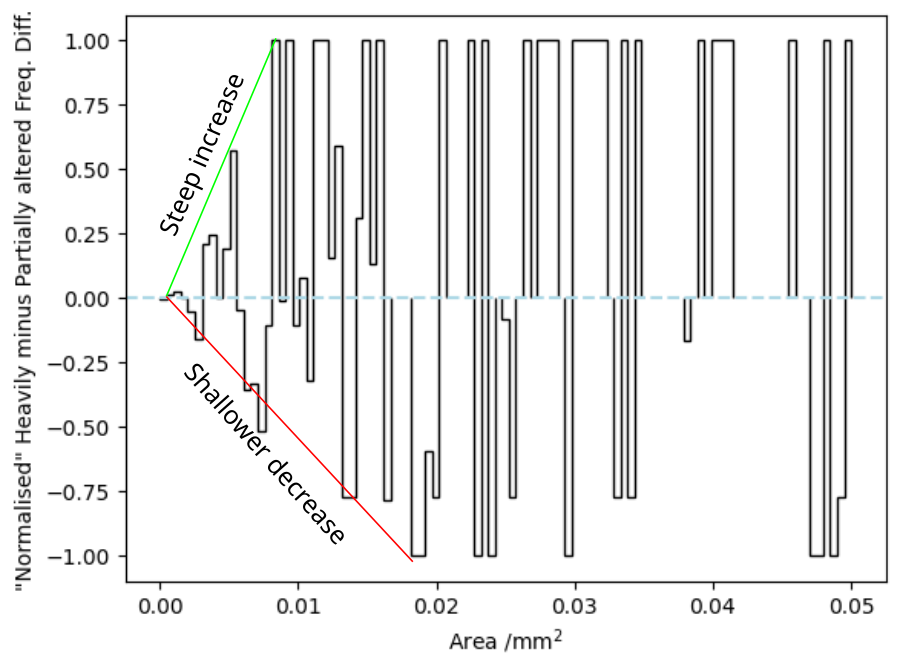 "Normalised" Heavily minus Partially altered Freq. Diff.
1.00
0.75
0.50
0.25
0.00
−0.25
−0.50
−0.75
−1.00
Steep increase
Shallower decrease
0.00 0.01 0.02 0.03 0.04 0.05
Area /mm²